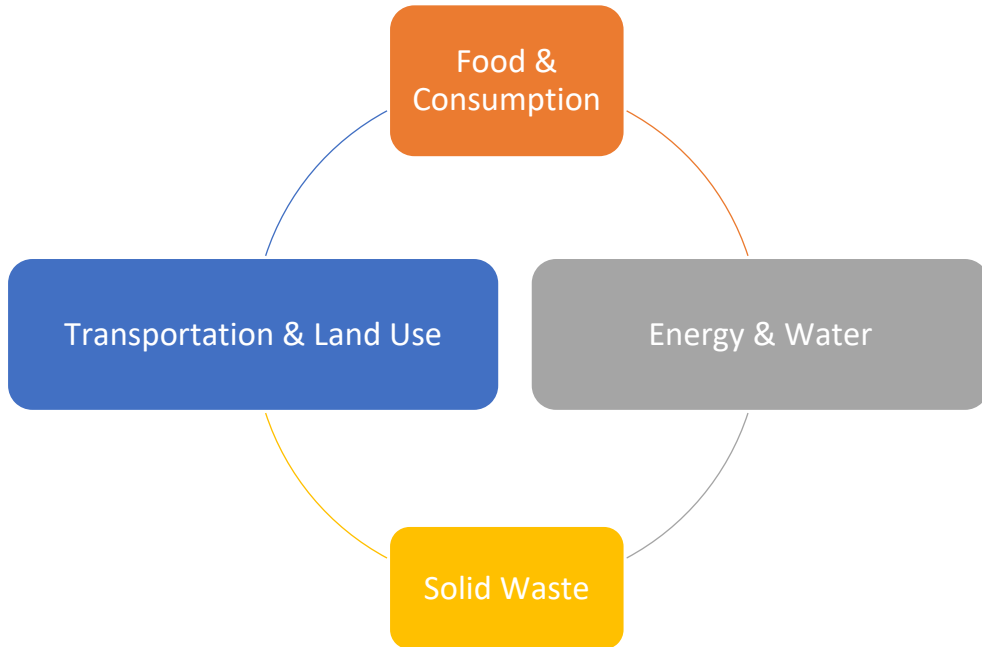 Food &
Consumption
Transportation & Land Use
Energy & Water
Solid Waste